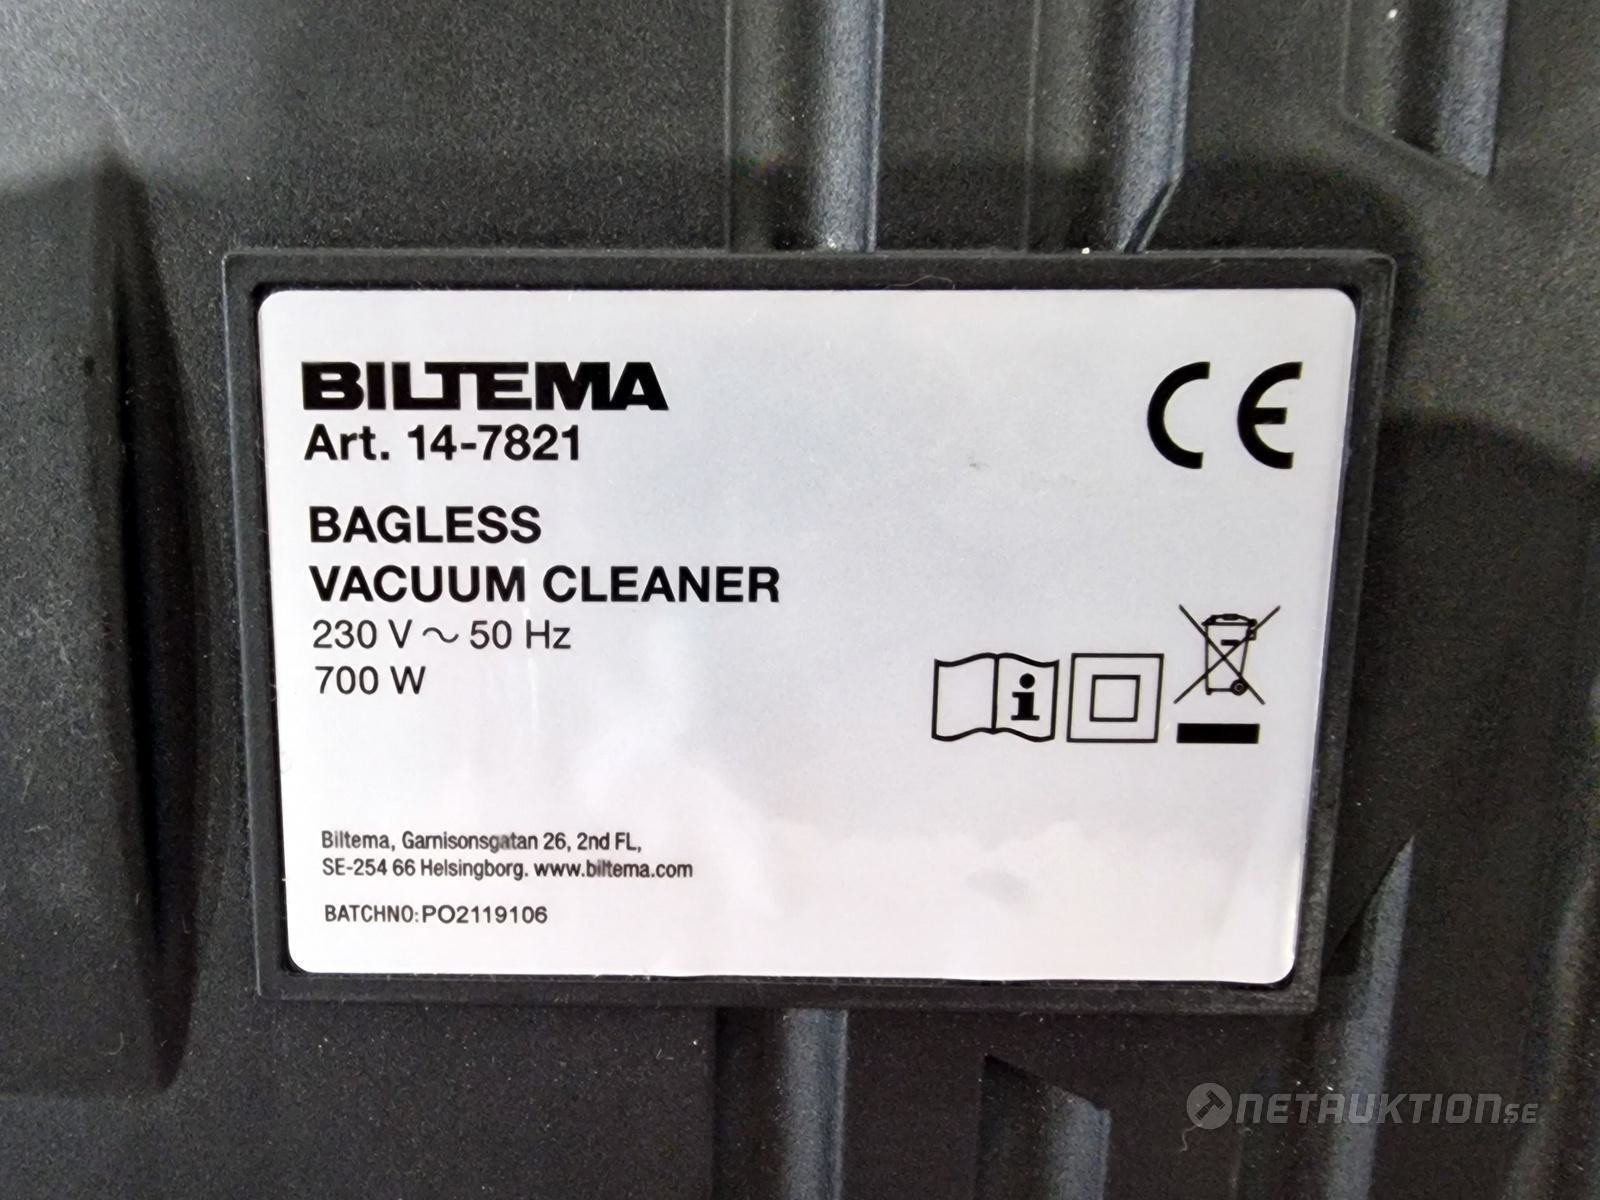 BILTEMA
Art. 14-7821
BAGLESS
VACUUM CLEANER
230 V ~ 50 Hz
700 W
CE
i
Biltema, Garnisonsgatan 26, 2nd FL,
SE-254 66 Helsingborg. www.biltema.com
BATCHNO: PO2119106
NETAUKTION.SE